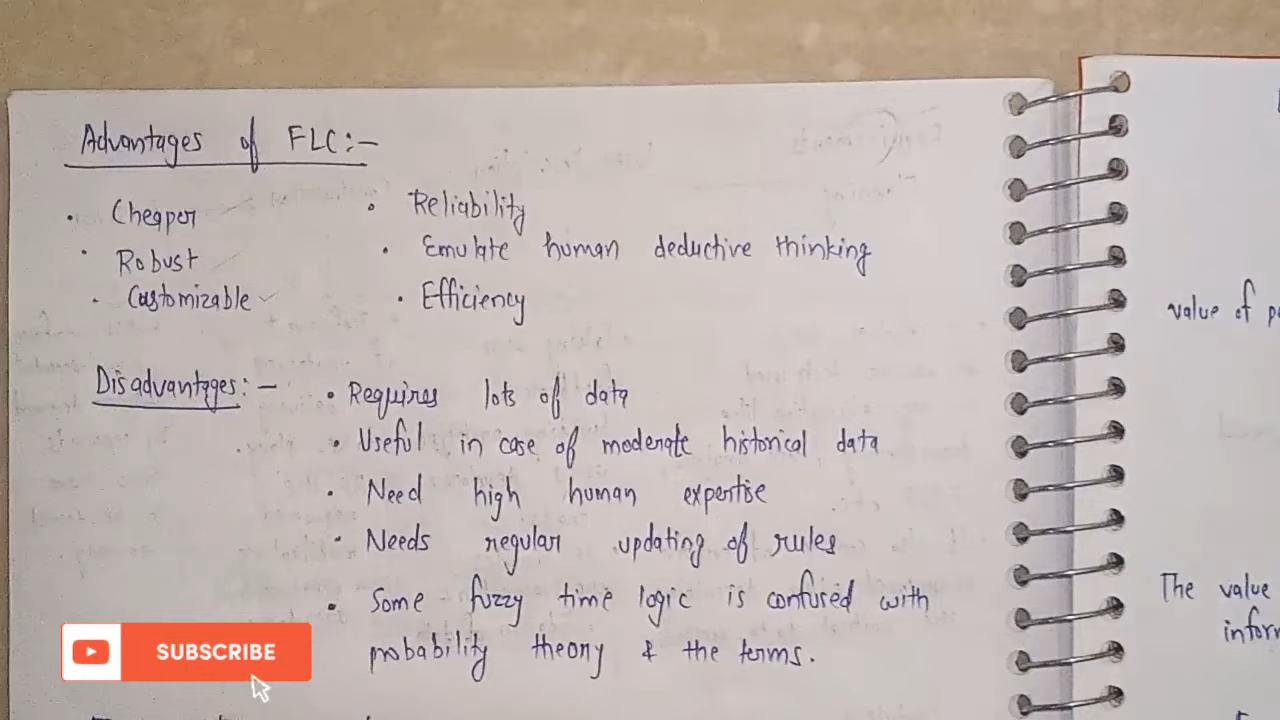 Advantages of FLC:-
• Cheaper
• Robust
• Customizable
• Reliability
• Emulate human deductive thinking
• Efficiency
Disadvantages:-
• Requires lots of data
• Useful in case of moderate historical data
• Need high human expertise
• Needs regular updating of rules
• Some fuzzy time logic is confused with
probability theory & the terms.
SUBSCRIBE
value of
The value